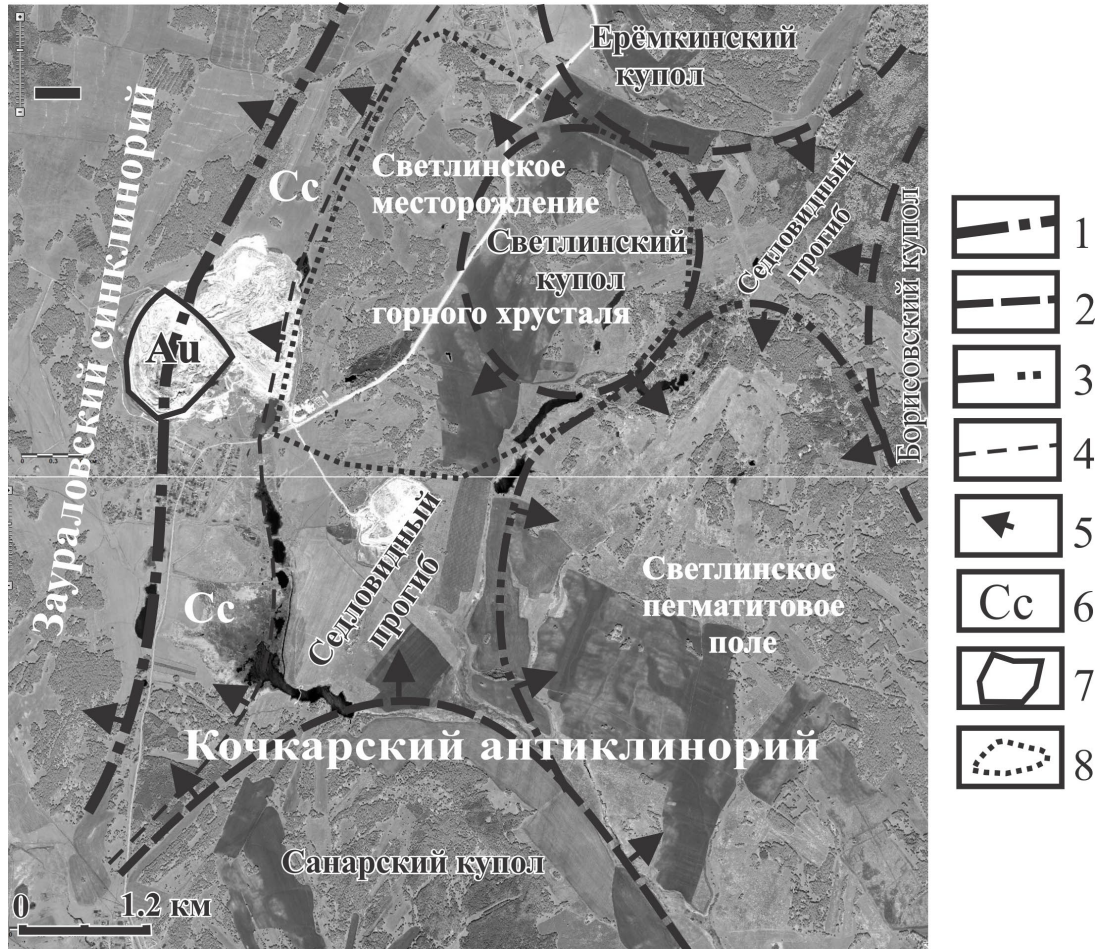 Ерёмкинский
купол
Зауралoвский синклинорий
Сс
Светлинское
месторождение
Седловидный
прогиб
Светлинский
купол
горного хрусталя
Борисовский купол
Au
Сс
Седловидный
прогиб
Светлинское
пегматитовое
поле
Кочкарский антиклинорий
Санарский купол
0 1.2 км
1
2
3
4
5
Сс
6
7
8